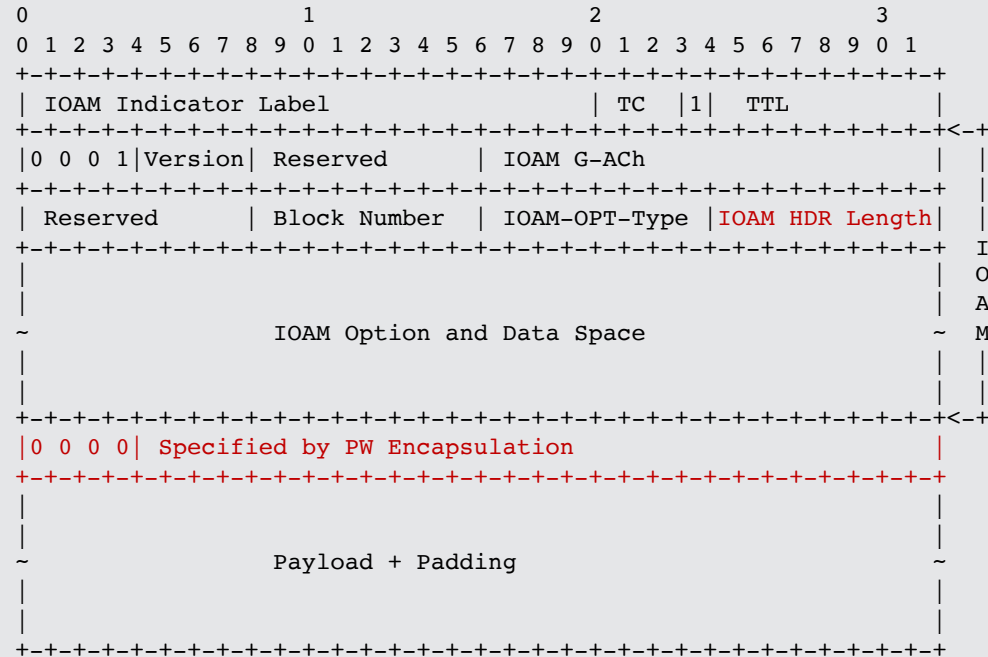 0                   1                   2                   3
0 1 2 3 4 5 6 7 8 9 0 1 2 3 4 5 6 7 8 9 0 1 2 3 4 5 6 7 8 9 0 1
+-+-+-+-+-+-+-+-+-+-+-+-+-+-+-+-+-+-+-+-+-+-+-+-+-+-+-+-+-+-+-+-+
| IOAM Indicator Label                  | TC  |1|  TTL          |
+-+-+-+-+-+-+-+-+-+-+-+-+-+-+-+-+-+-+-+-+-+-+-+-+-+-+-+-+-+-+-+-+<-+
|0 0 0 1|Version| Reserved      | IOAM G-ACh                    |  |
+-+-+-+-+-+-+-+-+-+-+-+-+-+-+-+-+-+-+-+-+-+-+-+-+-+-+-+-+-+-+-+-+  |
| Reserved      | Block Number  | IOAM-OPT-Type |IOAM HDR Length|  |
+-+-+-+-+-+-+-+-+-+-+-+-+-+-+-+-+-+-+-+-+-+-+-+-+-+-+-+-+-+-+-+-+  I
|                                                               |  O
|                                                               |  A
~                 IOAM Option and Data Space                    ~  M
|                                                               |  |
|                                                               |  |
+-+-+-+-+-+-+-+-+-+-+-+-+-+-+-+-+-+-+-+-+-+-+-+-+-+-+-+-+-+-+-+-+<-+
|0 0 0 0| Specified by PW Encapsulation                         |
+-+-+-+-+-+-+-+-+-+-+-+-+-+-+-+-+-+-+-+-+-+-+-+-+-+-+-+-+-+-+-+-+
|                                                               |
|                                                               |
~                 Payload + Padding                             ~
|                                                               |
|                                                               |
+-+-+-+-+-+-+-+-+-+-+-+-+-+-+-+-+-+-+-+-+-+-+-+-+-+-+-+-+-+-+-+-+